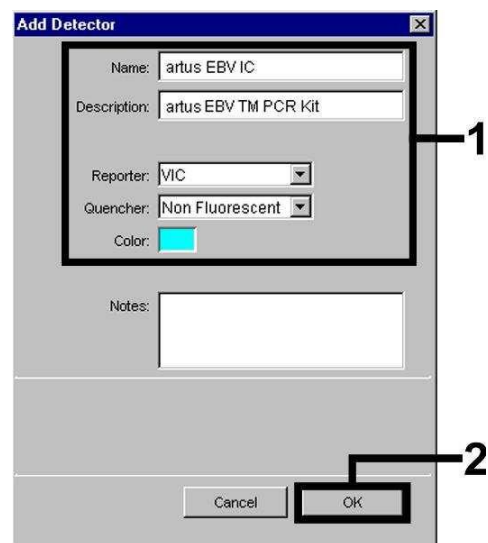 Add Detector
Name: artus EBV IC
Description: artus EBV TM PCR Kit
1
Reporter: VIC
Quencher: Non Fluorescent
Color:
Notes:
2
Cancel OK